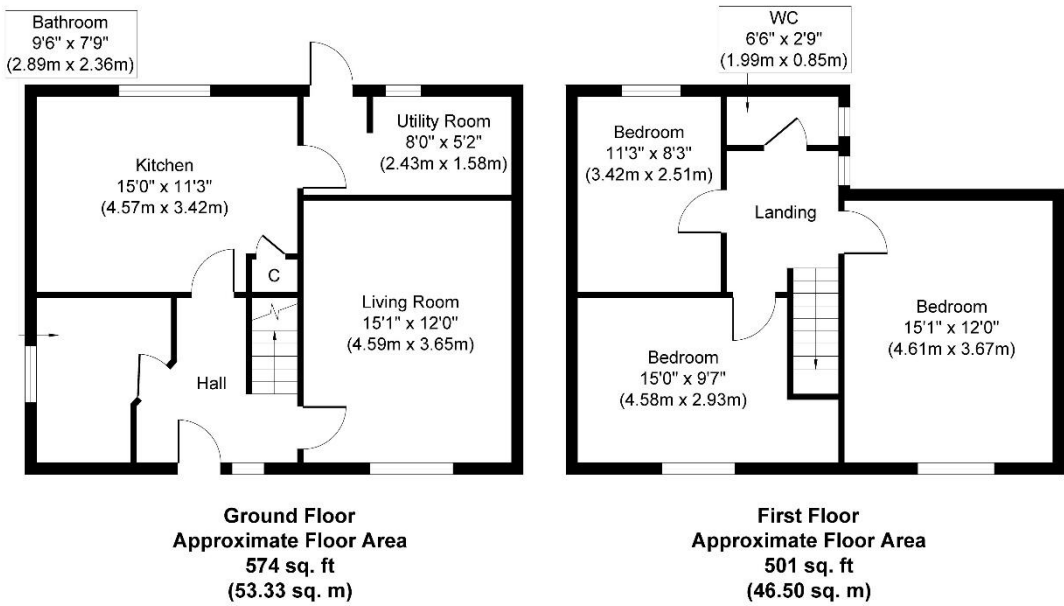 Bathroom
9'6" x 7'9"
(2.89m x 2.36m)
Kitchen
15'0" x 11'3"
(4.57m x 3.42m)
Utility Room
8'0" x 5'2"
(2.43m x 1.58m)
C
Living Room
15'1" x 12'0"
(4.59m x 3.65m)
Hall
Ground Floor
Approximate Floor Area
574 sq. ft
(53.33 sq. m)
WC
6'6" x 2'9"
(1.99m x 0.85m)
Bedroom
11'3" x 8'3"
(3.42m x 2.51m)
Landing
Bedroom
15'1" x 12'0"
(4.61m x 3.67m)
Bedroom
15'0" x 9'7"
(4.58m x 2.93m)
First Floor
Approximate Floor Area
501 sq. ft
(46.50 sq. m)